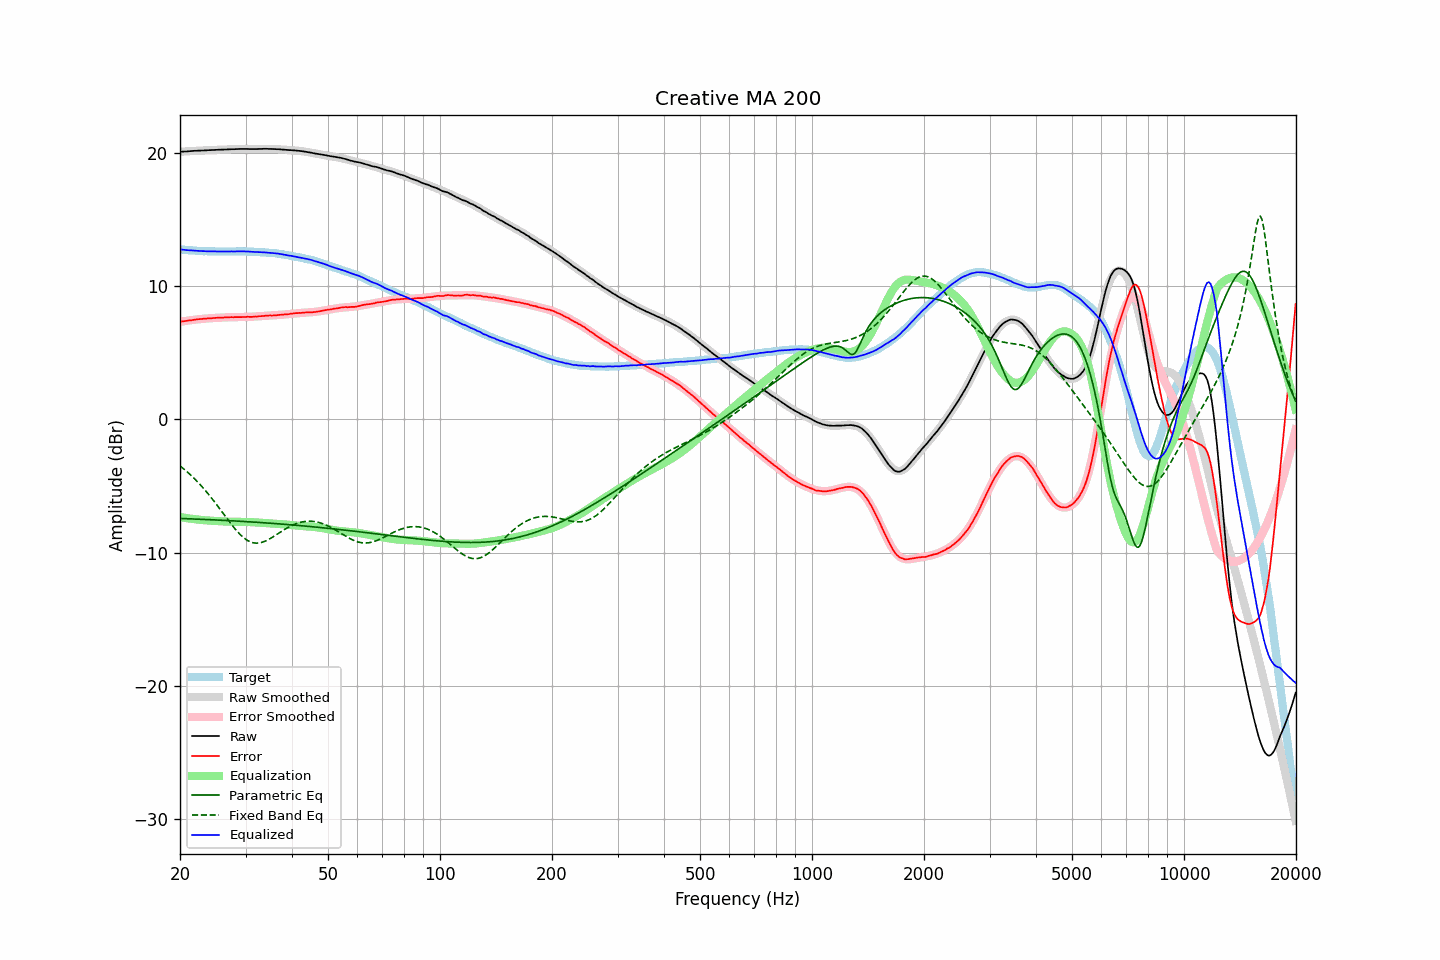 Creative MA 200
Amplitude (dBr)
20
10
0
−10
−20
−30
Target
Raw Smoothed
Error Smoothed
Raw
Error
Equalization
Parametric Eq
Fixed Band Eq
Equalized
20 50 100 200 500 1000 2000 5000 10000 20000
Frequency (Hz)